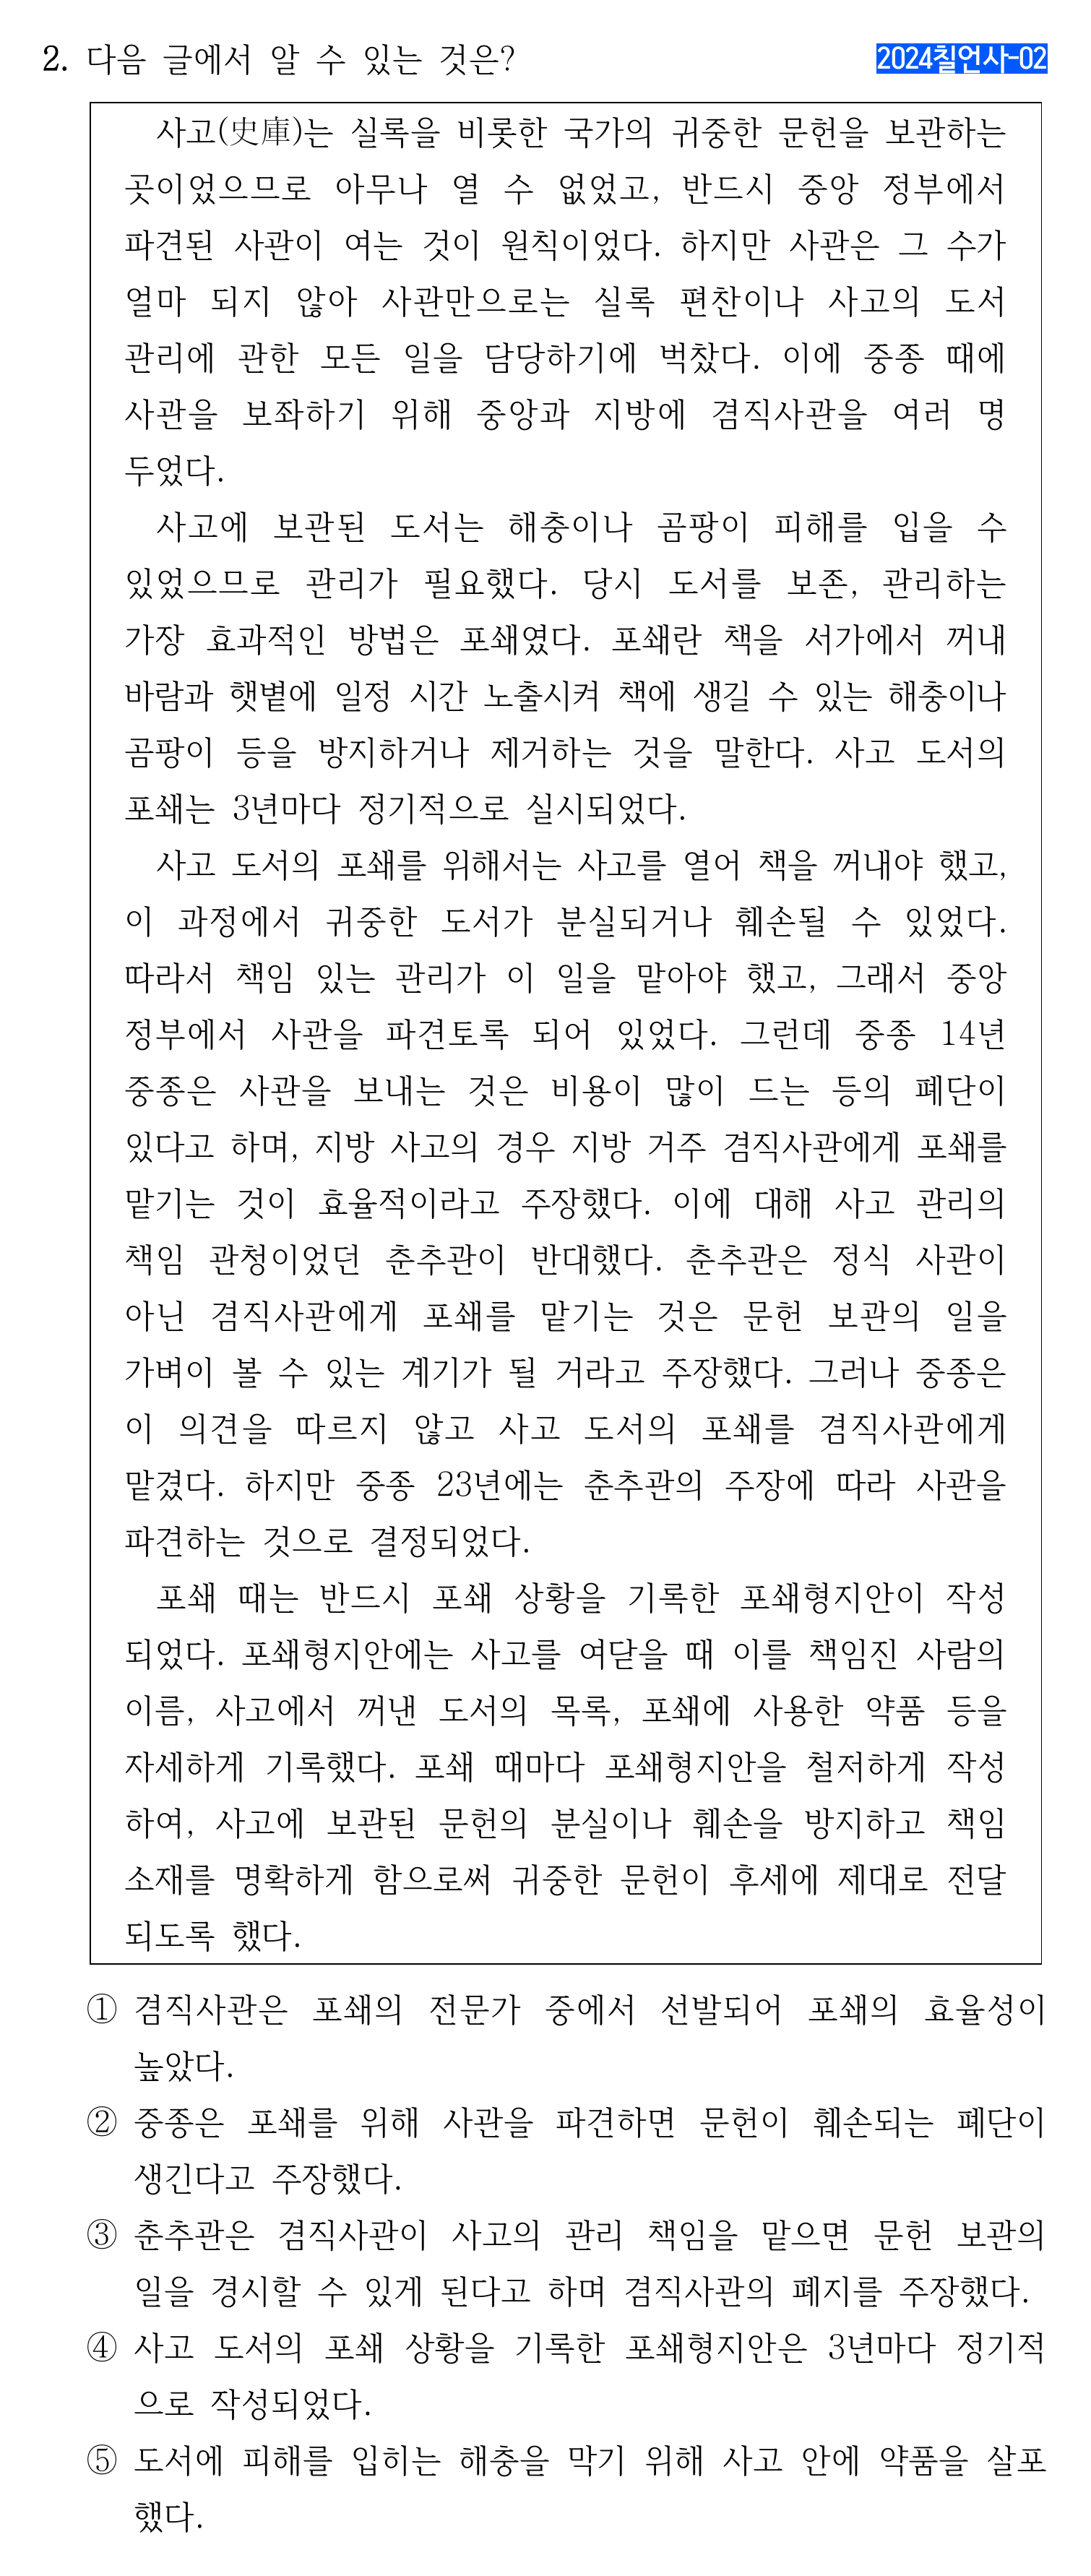 2. 다음 글에서 알 수 있는 것은?
2024칠언사-02
사고(史庫)는 실록을 비롯한 국가의 귀중한 문헌을 보관하는
곳이었으므로 아무나 열 수 없었고, 반드시 중앙 정부에서
파견된 사관이 여는 것이 원칙이었다. 하지만 사관은 그 수가
얼마 되지 않아 사관만으로는 실록 편찬이나 사고의 도서
관리에 관한 모든 일을 담당하기에 벅찼다. 이에 중종 때에
사관을 보좌하기 위해 중앙과 지방에 겸직사관을 여러 명
두었다.
사고에 보관된 도서는 해충이나 곰팡이 피해를 입을 수
있었으므로 관리가 필요했다. 당시 도서를 보존, 관리하는
가장 효과적인 방법은 포쇄였다. 포쇄란 책을 서가에서 꺼내
바람과 햇볕에 일정 시간 노출시켜 책에 생길 수 있는 해충이나
곰팡이 등을 방지하거나 제거하는 것을 말한다. 사고 도서의
포쇄는 3년마다 정기적으로 실시되었다.
사고 도서의 포쇄를 위해서는 사고를 열어 책을 꺼내야 했고,
이 과정에서 귀중한 도서가 분실되거나 훼손될 수 있었다.
따라서 책임 있는 관리가 이 일을 맡아야 했고, 그래서 중앙
정부에서 사관을 파견토록 되어 있었다. 그런데 중종 14년
중종은 사관을 보내는 것은 비용이 많이 드는 등의 폐단이
있다고 하며, 지방 사고의 경우 지방 거주 겸직사관에게 포쇄를
맡기는 것이 효율적이라고 주장했다. 이에 대해 사고 관리의
책임 관청이었던 춘추관이 반대했다. 춘추관은 정식 사관이
아닌 겸직사관에게 포쇄를 맡기는 것은 문헌 보관의 일을
가벼이 볼 수 있는 계기가 될 거라고 주장했다. 그러나 중종은
이 의견을 따르지 않고 사고 도서의 포쇄를 겸직사관에게
맡겼다. 하지만 중종 23년에는 춘추관의 주장에 따라 사관을
파견하는 것으로 결정되었다.
포쇄 때는 반드시 포쇄 상황을 기록한 포쇄형지안이 작성
되었다. 포쇄형지안에는 사고를 여닫을 때 이를 책임진 사람의
이름, 사고에서 꺼낸 도서의 목록, 포쇄에 사용한 약품 등을
자세하게 기록했다. 포쇄 때마다 포쇄형지안을 철저하게 작성
하여, 사고에 보관된 문헌의 분실이나 훼손을 방지하고 책임
소재를 명확하게 함으로써 귀중한 문헌이 후세에 제대로 전달
되도록 했다.
① 겸직사관은 포쇄의 전문가 중에서 선발되어 포쇄의 효율성이
높았다.
② 중종은 포쇄를 위해 사관을 파견하면 문헌이 훼손되는 폐단이
생긴다고 주장했다.
③ 춘추관은 겸직사관이 사고의 관리 책임을 맡으면 문헌 보관의
일을 경시할 수 있게 된다고 하며 겸직사관의 폐지를 주장했다.
④ 사고 도서의 포쇄 상황을 기록한 포쇄형지안은 3년마다 정기적
으로 작성되었다.
⑤ 도서에 피해를 입히는 해충을 막기 위해 사고 안에 약품을 살포
했다.